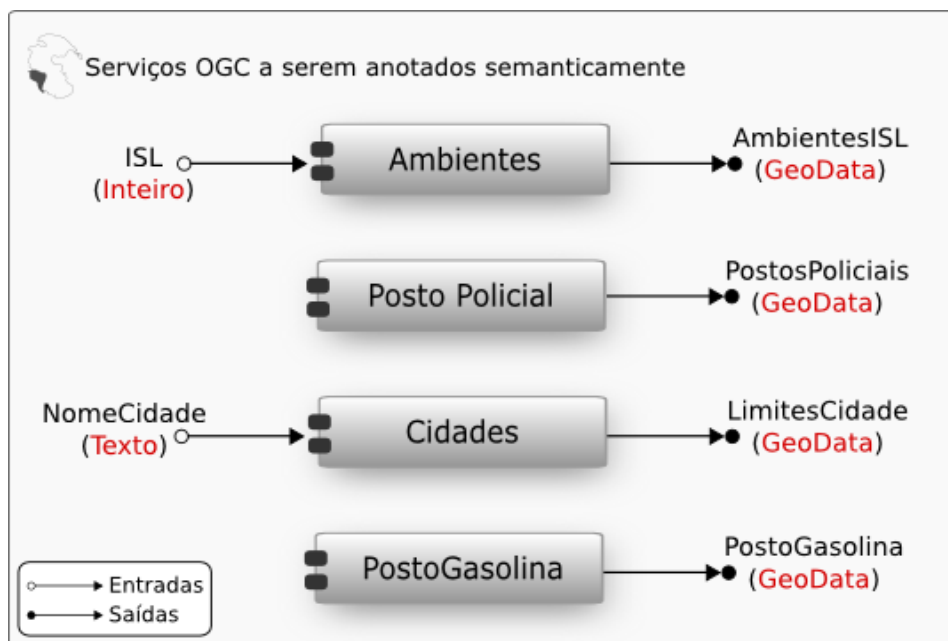 Serviços OGC a serem anotados semanticamente
ISL
(Inteiro)
Ambientes
AmbientesISL
(GeoData)
Posto Policial
PostosPoliciais
(GeoData)
NomeCidade
(Texto)
Cidades
LimitesCidade
(GeoData)
PostoGasolina
PostoGasolina
(GeoData)
Entradas
Saídas